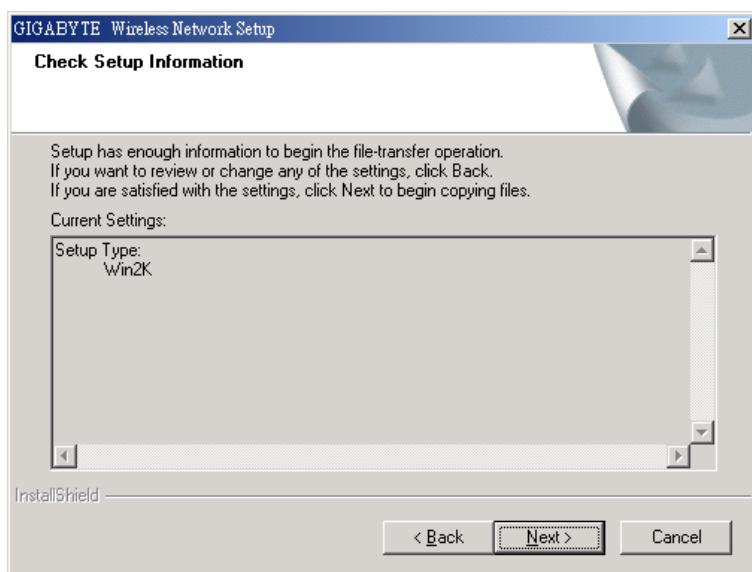 GIGABYTE Wireless Network Setup
Check Setup Information
Setup has enough information to begin the file-transfer operation.
If you want to review or change any of the settings, click Back.
If you are satisfied with the settings, click Next to begin copying files.
Current Settings:
Setup Type:
Win2K
InstallShield
< Back
Next >
Cancel